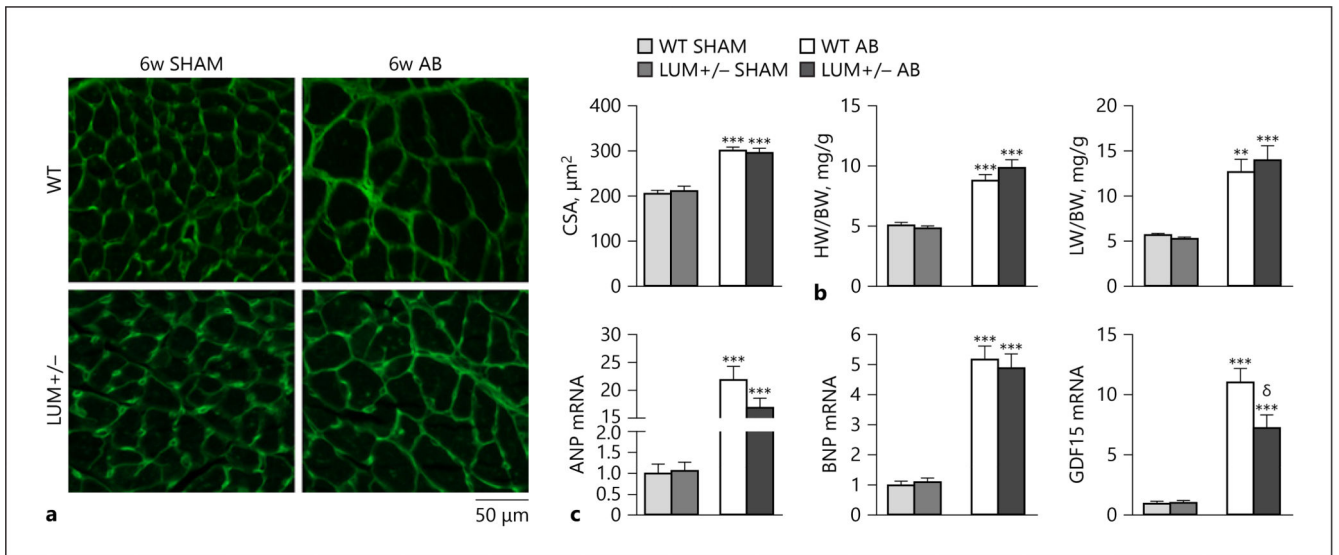 6w SHAM
6w AB
WT
LUM+/–
50 µm
a
WT SHAM
WT AB
LUM+/– SHAM
LUM+/– AB
CSA, µm²
400
300
200
100
0
***
***
b
HW/BW, mg/g
15
10
5
0
***
***
LW/BW, mg/g
20
15
10
5
0
**
***
c
ANP mRNA
30
25
20
15
2.0
1.5
1.0
0.5
0
***
***
BNP mRNA
6
5
4
3
2
1
0
***
***
GDF15 mRNA
15
10
5
0
***
δ
***